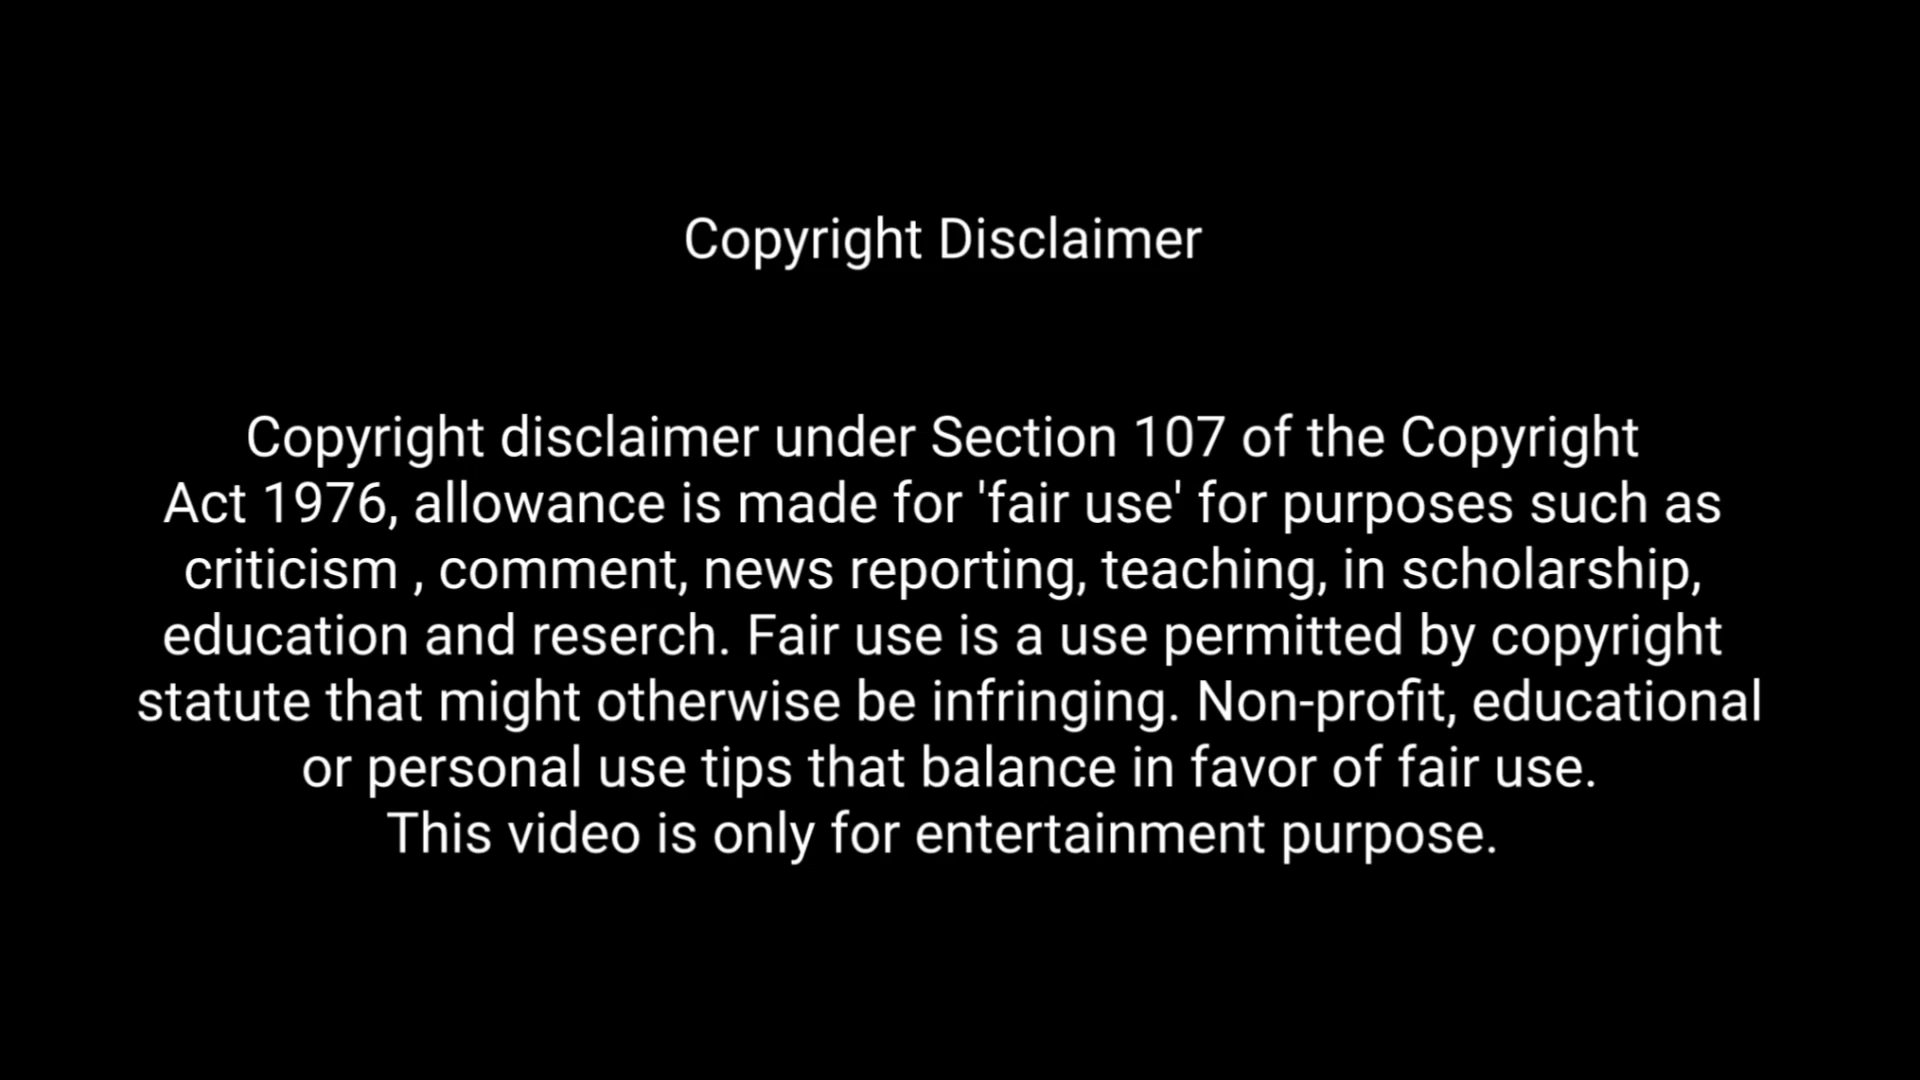 Copyright Disclaimer
Copyright disclaimer under Section 107 of the Copyright
Act 1976, allowance is made for 'fair use' for purposes such as
criticism , comment, news reporting, teaching, in scholarship,
education and reserch. Fair use is a use permitted by copyright
statute that might otherwise be infringing. Non-profit, educational
or personal use tips that balance in favor of fair use.
This video is only for entertainment purpose.